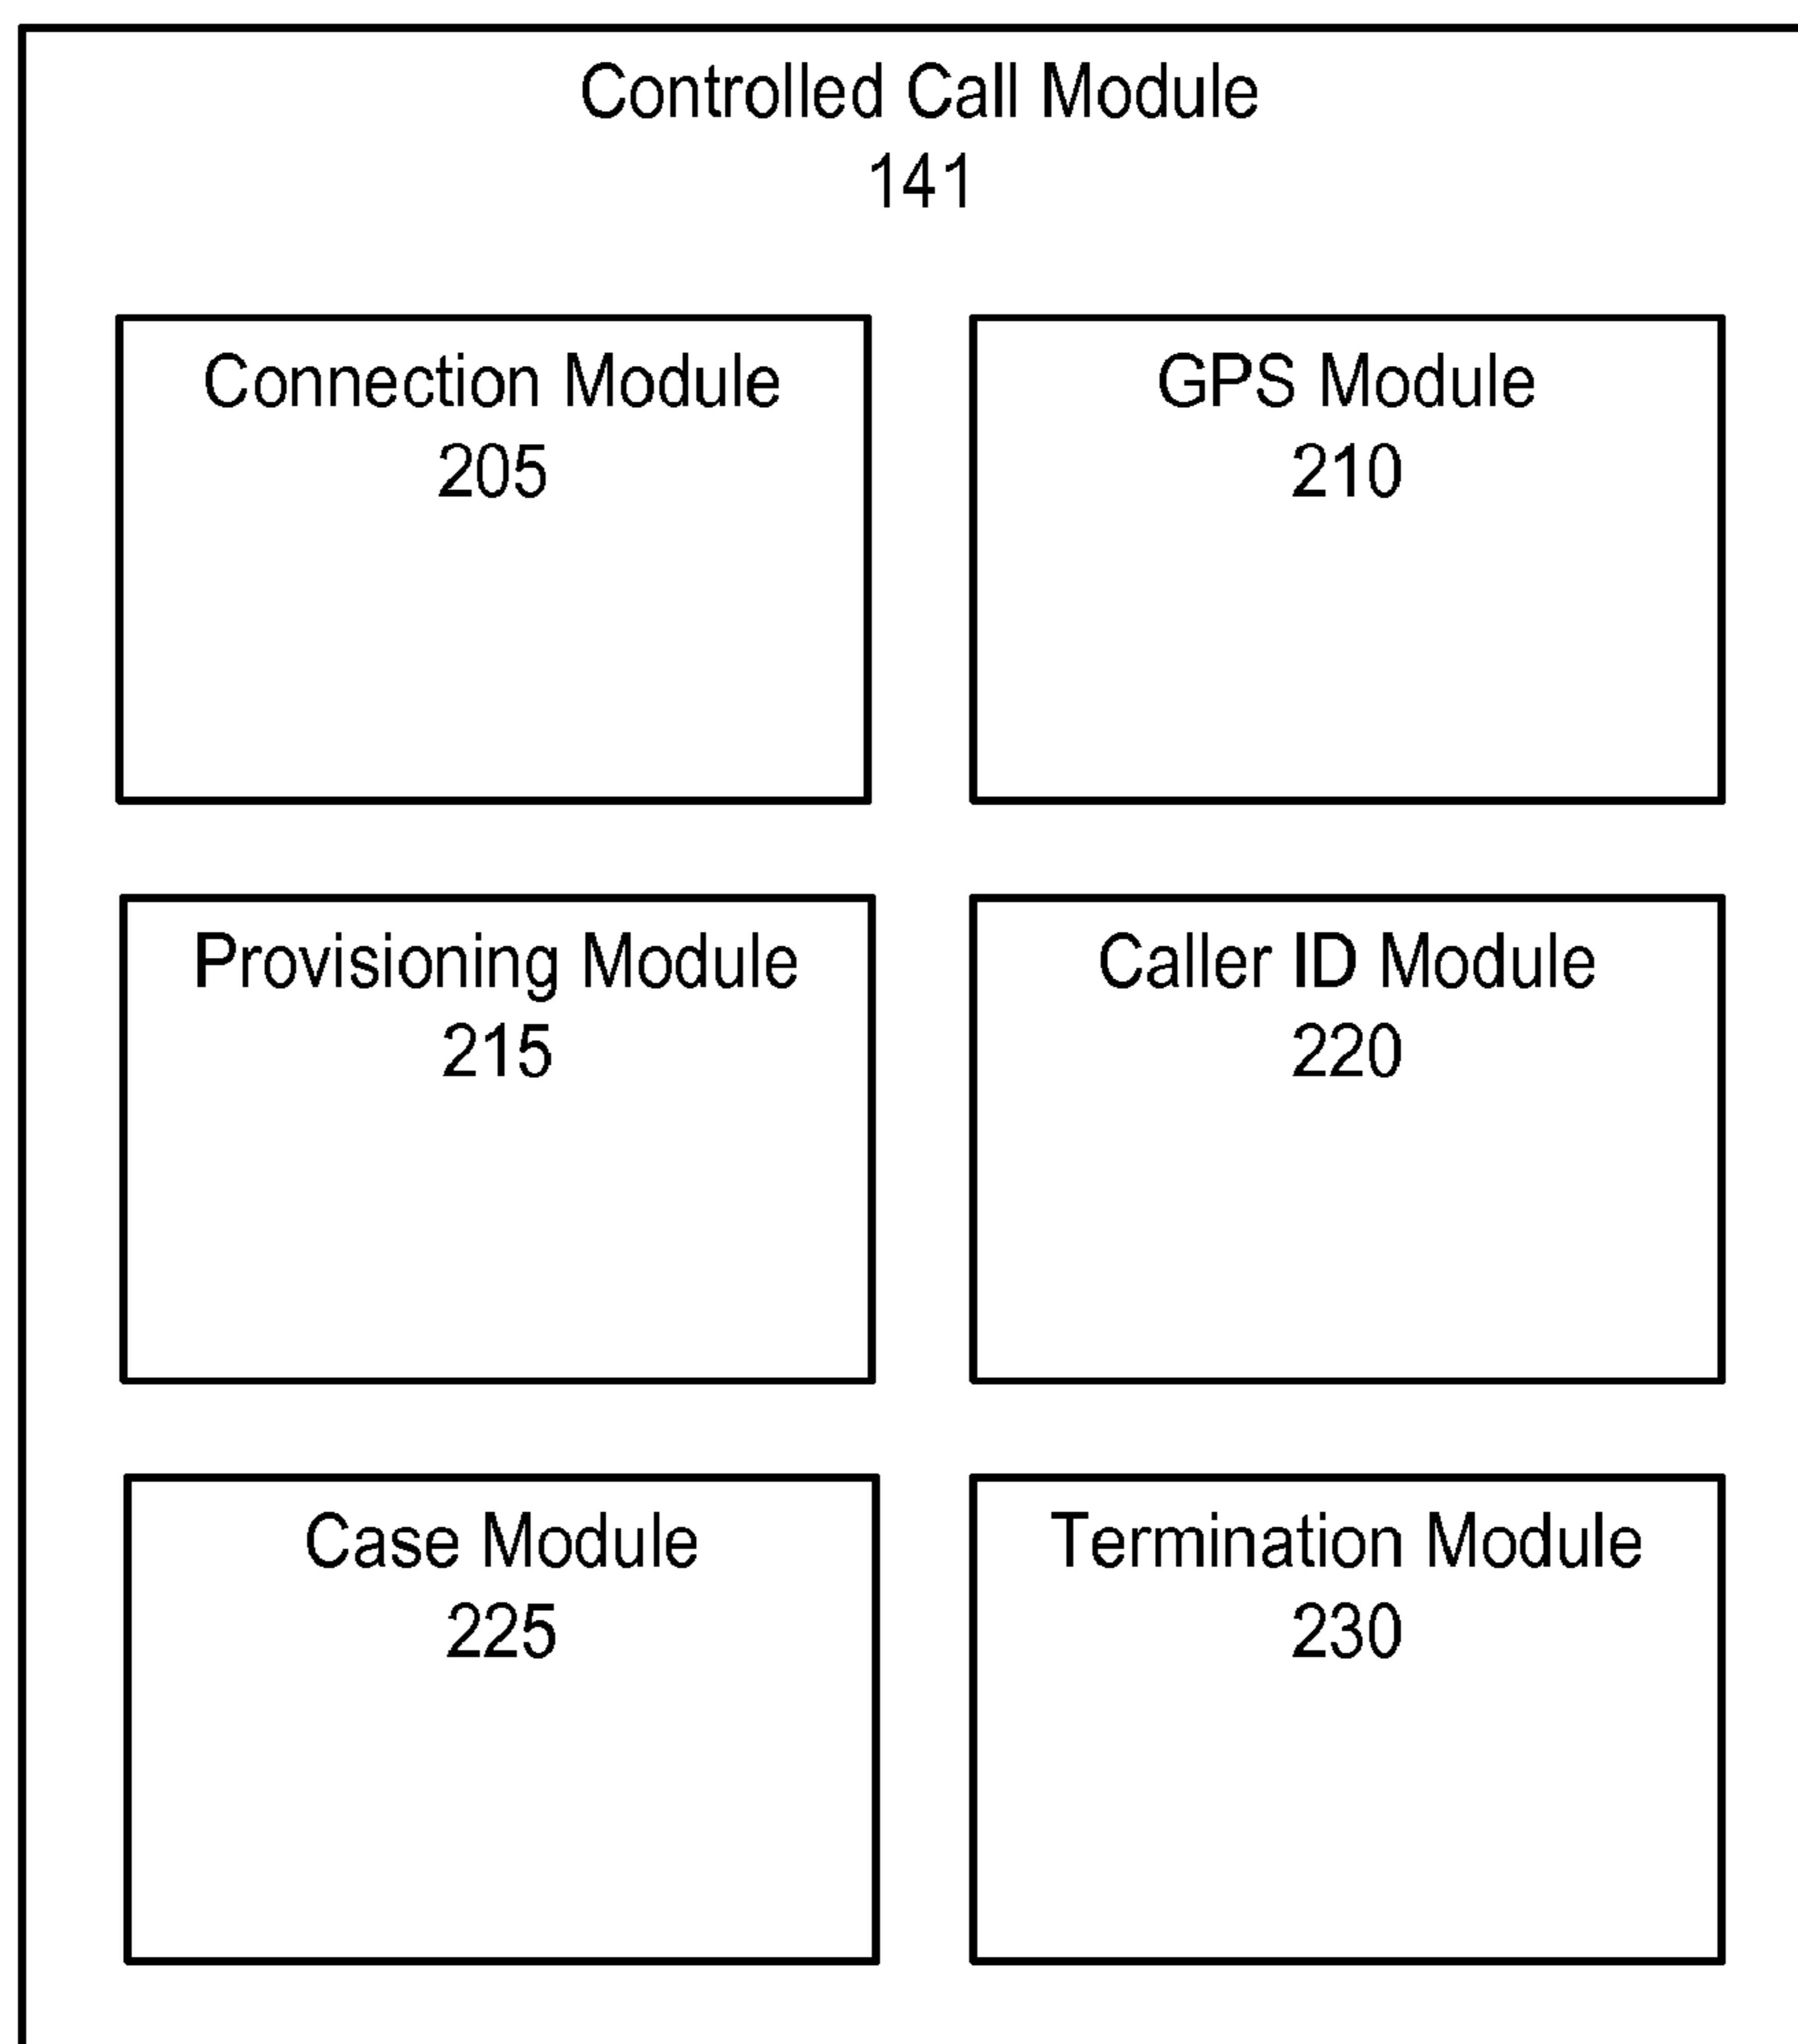 Controlled Call Module
141
Connection Module
205
GPS Module
210
Provisioning Module
215
Caller ID Module
220
Case Module
225
Termination Module
230